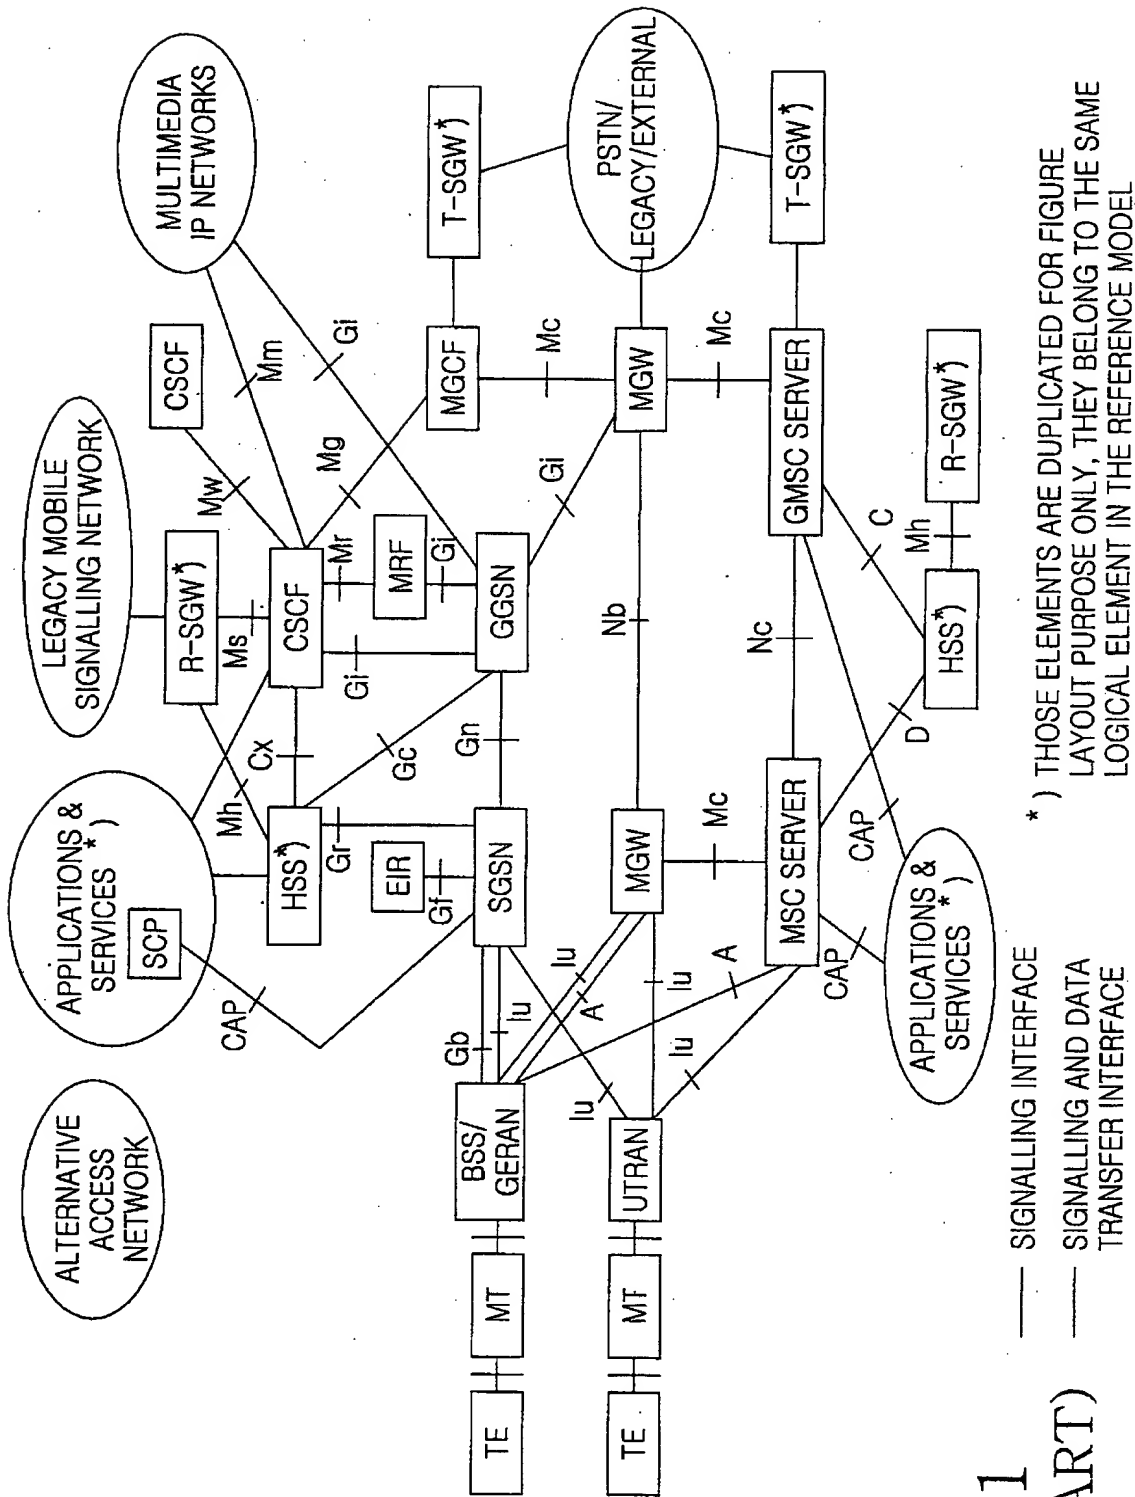 ALTERNATIVE
ACCESS
NETWORK
APPLICATIONS &
SERVICES *)
SCP
CAP
LEGACY MOBILE
SIGNALLING NETWORK
R-SGW*)
Mh
Ms
CSCF
Mw
MULTIMEDIA
IP NETWORKS
HSS*)
Cx
CSCF
Mm
Gi
Gr
Gc
Gi
Mr
Mg
EIR
Gf
MRF
Gi
MGCF
T-SGW*)
TE
MT
BSS/
GERAN
Gb
Iu
SGSN
Gn
GGSN
Gi
Mc
Iu
A
Iu
TE
MT
UTRAN
Iu
MGW
Nb
MGW
PSTN/
LEGACY/EXTERNAL
Iu
A
Mc
Mc
MSC SERVER
Nc
GMSC SERVER
T-SGW*)
CAP
CAP
D
C
APPLICATIONS &
SERVICES *)
HSS*)
Mh
R-SGW*)
SIGNALLING INTERFACE
SIGNALLING AND DATA
TRANSFER INTERFACE
*) THOSE ELEMENTS ARE DUPLICATED FOR FIGURE
LAYOUT PURPOSE ONLY, THEY BELONG TO THE SAME
LOGICAL ELEMENT IN THE REFERENCE MODEL
1
ART)